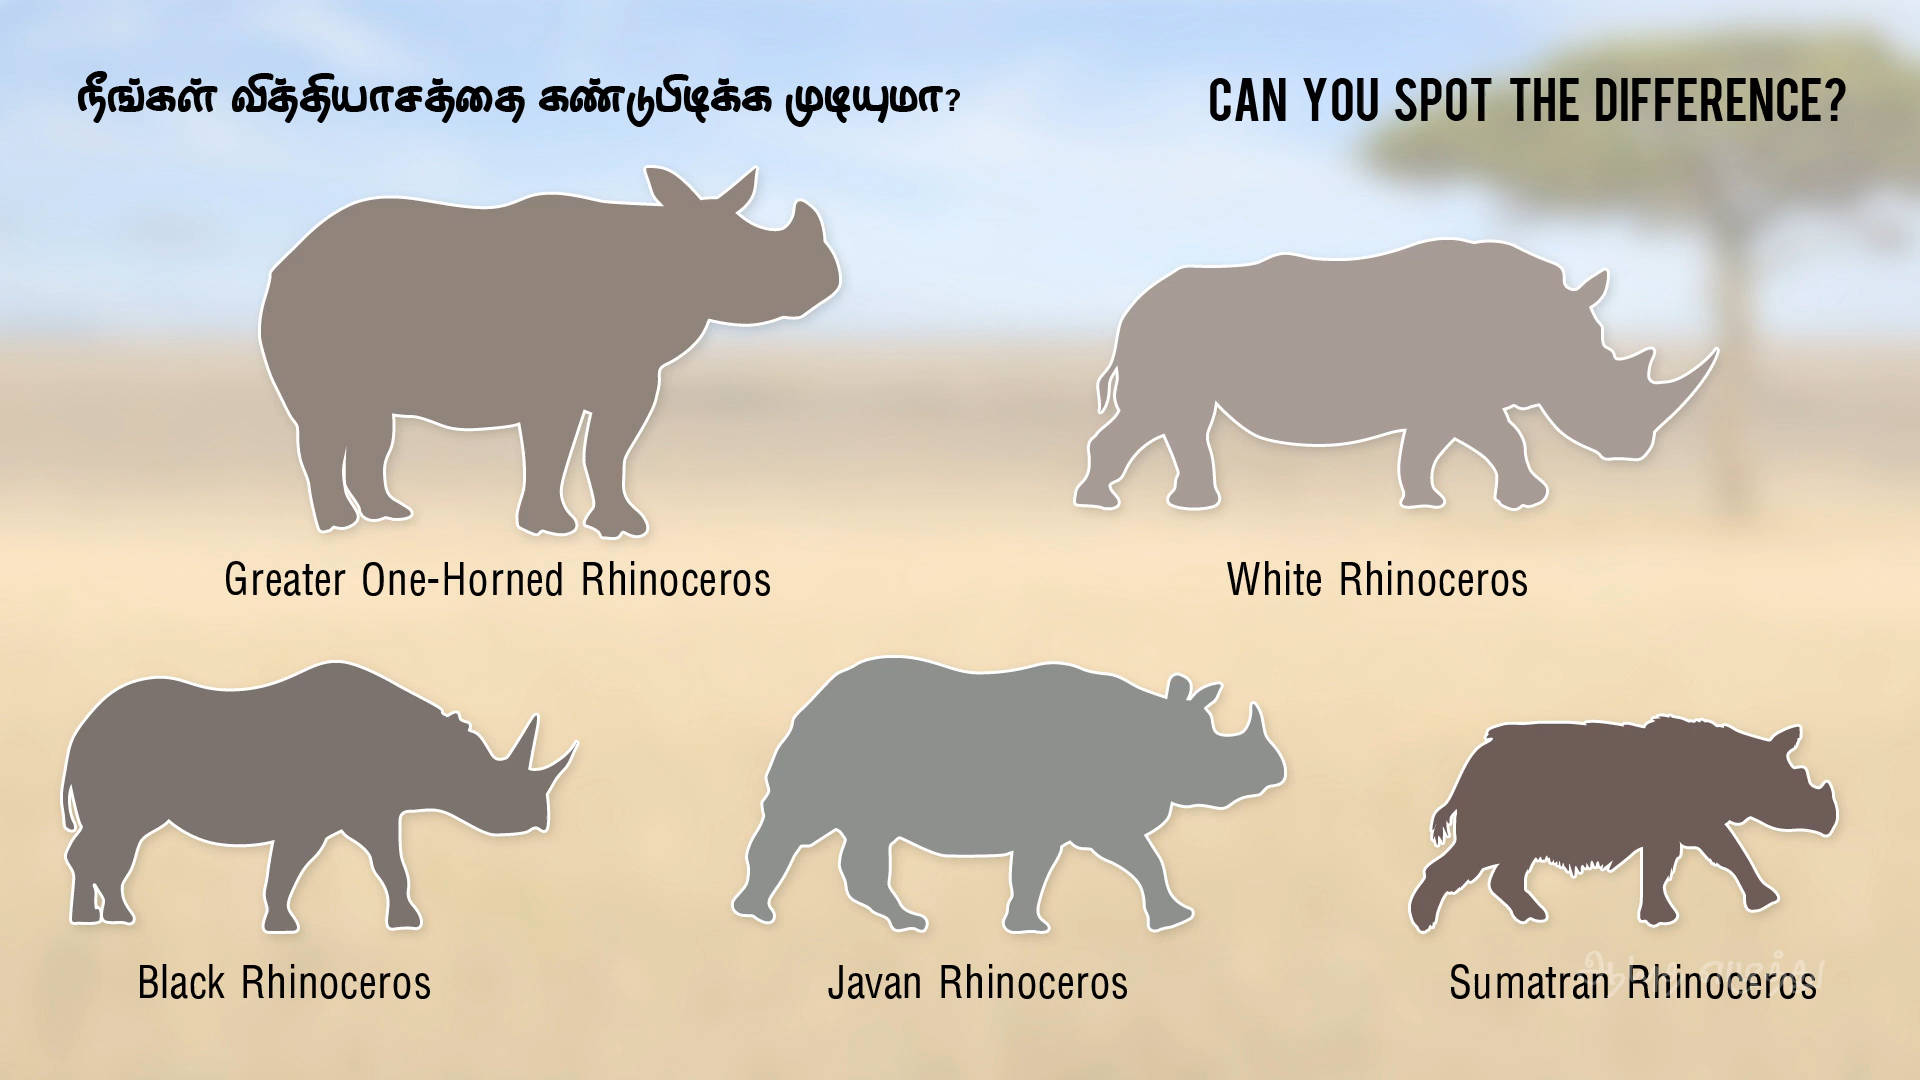 நீங்கள் வித்தியாசத்தை கண்டுபிடிக்க முடியுமா?
CAN YOU SPOT THE DIFFERENCE?
Greater One-Horned Rhinoceros
White Rhinoceros
Black Rhinoceros
Javan Rhinoceros
Sumatran Rhinoceros